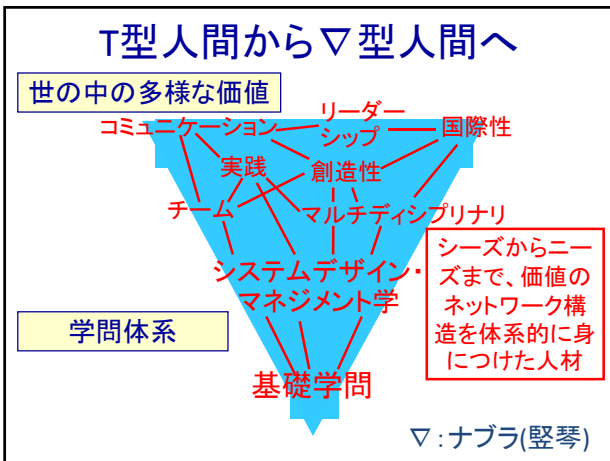 T型人間から▽型人間へ
世の中の多様な価値
コミュニケーション
リーダー
シップ
国際性
実践
創造性
チーム
マルチディシプリナリ
システムデザイン・
マネジメント学
シーズからニー
ズまで、価値の
ネットワーク構
造を体系的に身
につけた人材
学問体系
基礎学問
▽:ナブラ(竪琴)